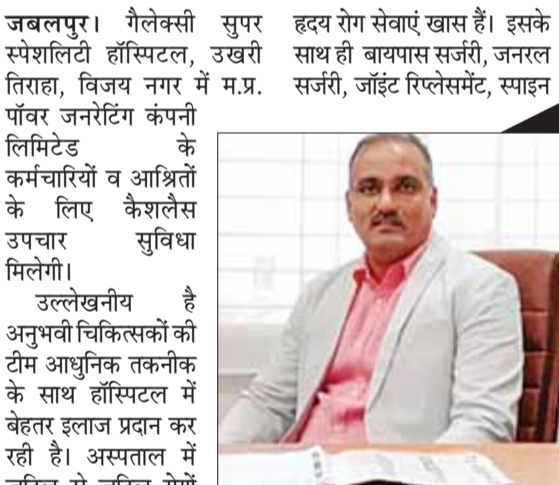 जबलपुर। गैलेक्सी सुपर
स्पेशलिटी हॉस्पिटल, उखरी
तिराहा, विजय नगर में म.प्र.
पॉवर जनरेटिंग कंपनी
लिमिटेड के
कर्मचारियों व आश्रितों
के लिए कैशलैस
उपचार सुविधा
मिलेगी।
उल्लेखनीय है
अनुभवी चिकित्सकों की
टीम आधुनिक तकनीक
के साथ हॉस्पिटल में
बेहतर इलाज प्रदान कर
रही है। अस्पताल में
हृदय रोग सेवाएं खास हैं। इसके
साथ ही बायपास सर्जरी, जनरल
सर्जरी, जॉइंट रिप्लेसमेंट, स्पाइन